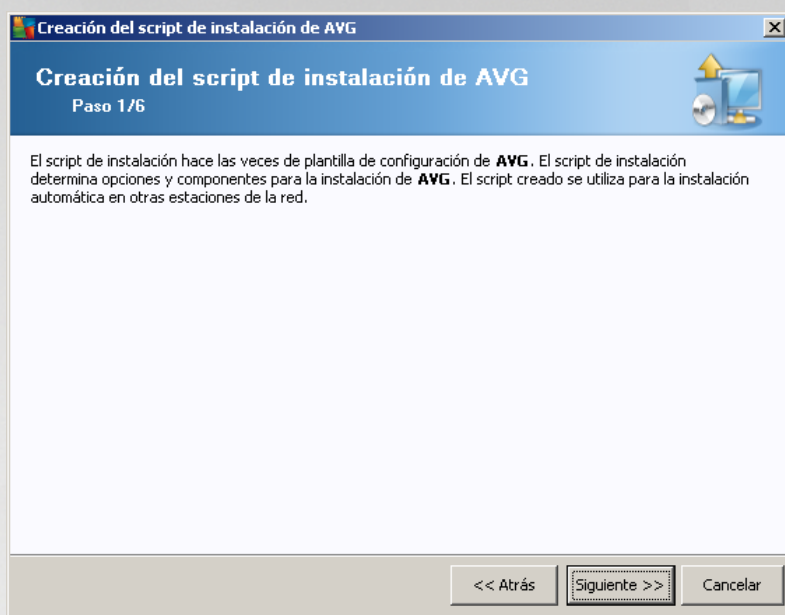 Creación del script de instalación de AVG
Creación del script de instalación de AVG
Paso 1/6
El script de instalación hace las veces de plantilla de configuración de AVG. El script de instalación
determina opciones y componentes para la instalación de AVG. El script creado se utiliza para la instalación
automática en otras estaciones de la red.
<< Atrás
Siguiente >>
Cancelar